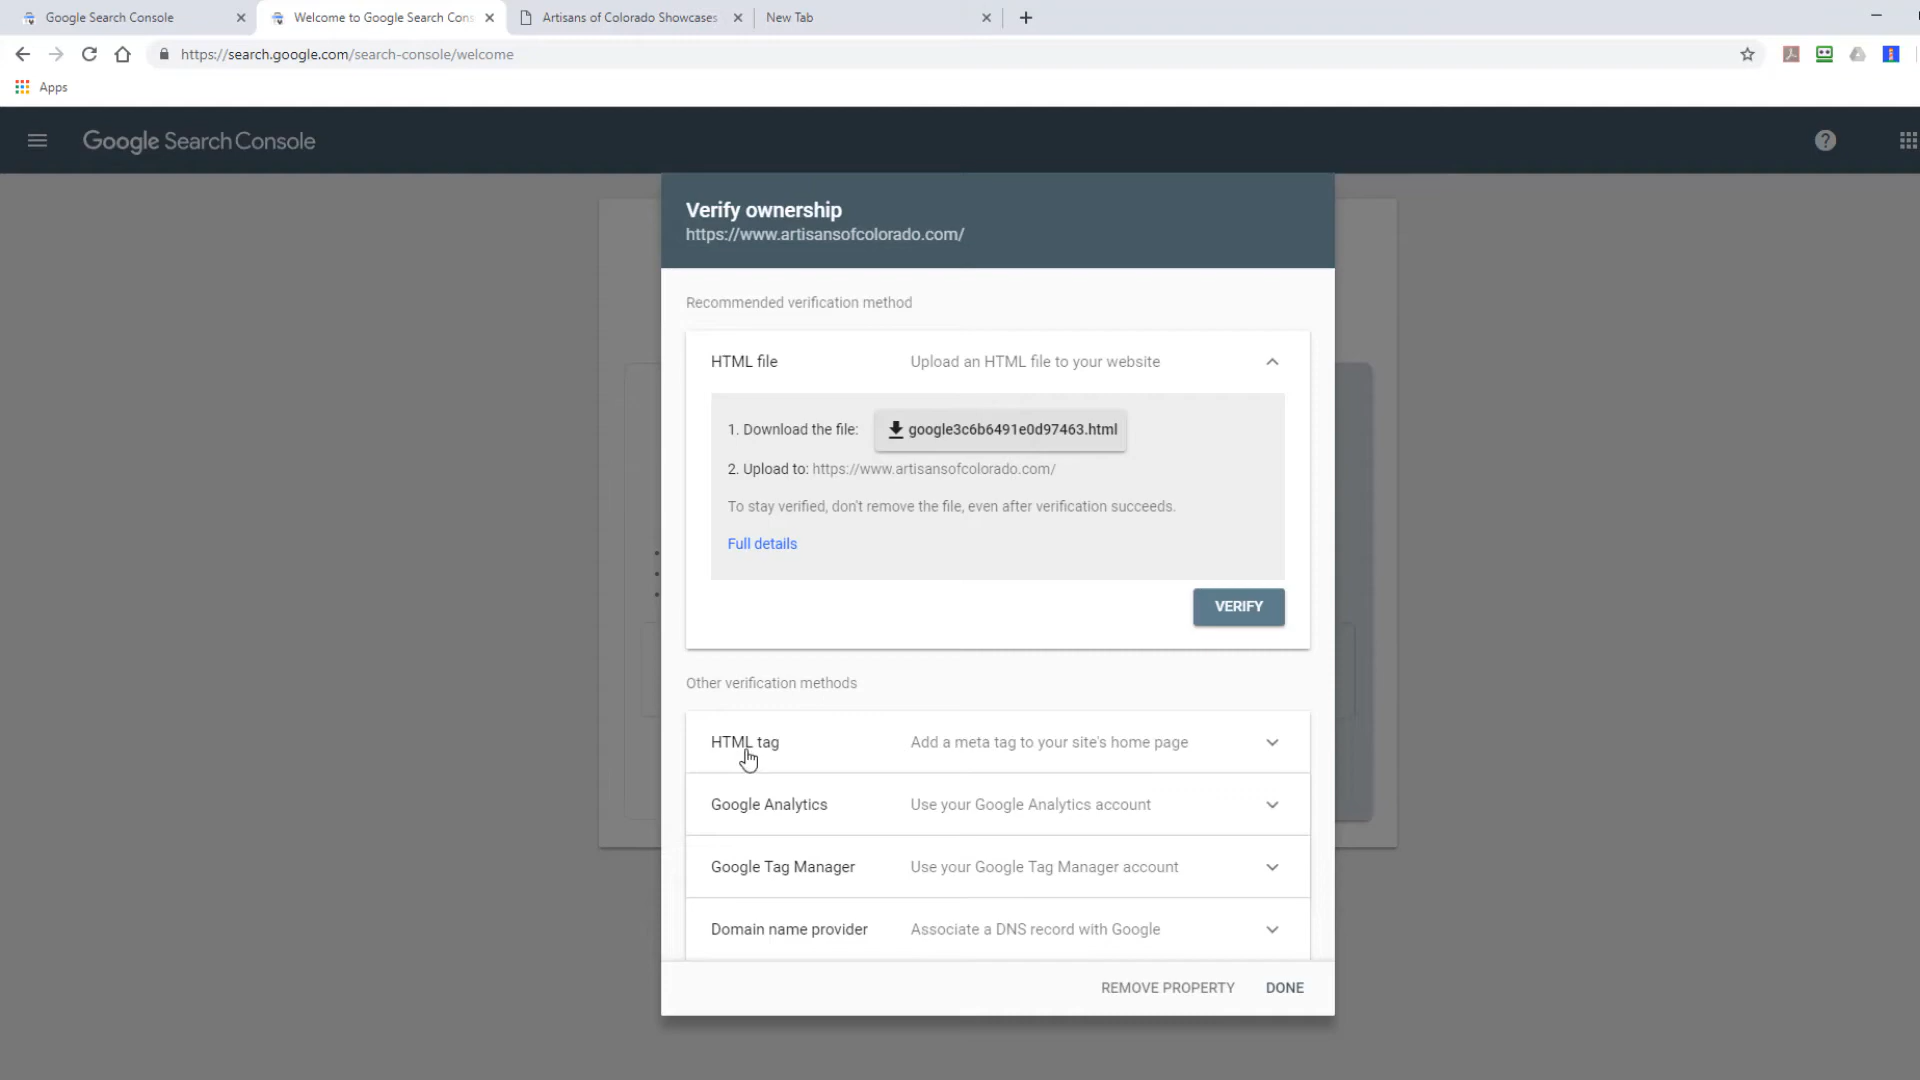 Google Search Console
Welcome to Google Search Cons
Artisans of Colorado Showcases
New Tab
https://search.google.com/search-console/welcome
Apps
Google Search Console
Verify ownership
https://www.artisansofcolorado.com/
Recommended verification method
HTML file Upload an HTML file to your website
1. Download the file: google3c6b6491e0d97463.html
2. Upload to: https://www.artisansofcolorado.com/
To stay verified, don't remove the file, even after verification succeeds.
Full details
VERIFY
Other verification methods
HTML tag Add a meta tag to your site's home page
Google Analytics Use your Google Analytics account
Google Tag Manager Use your Google Tag Manager account
Domain name provider Associate a DNS record with Google
REMOVE PROPERTY DONE